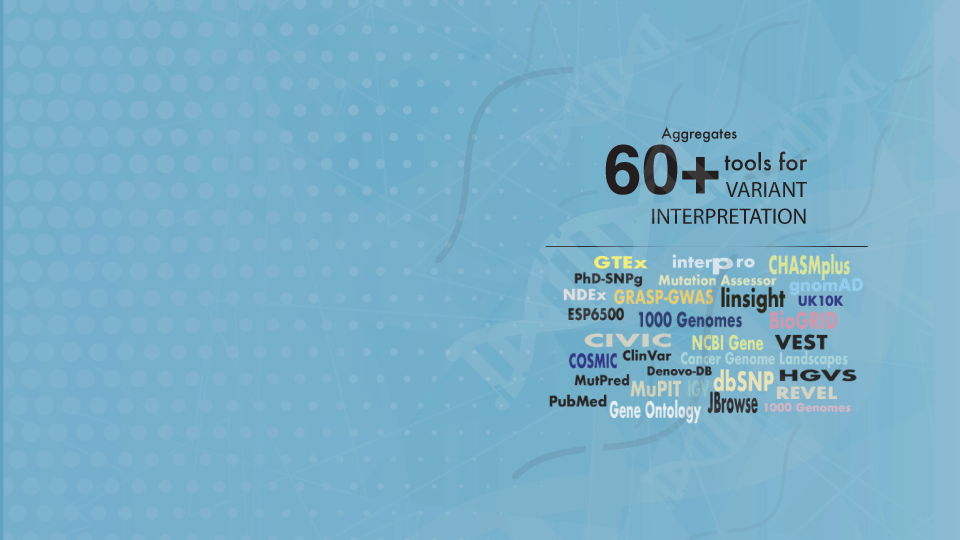 Aggregates
60+ tools for
VARIANT
INTERPRETATION
GTEx interpro CHASMplus
PhD-SNPg Mutation Assessor gnomAD
NDEx GRASP-GWAS linsight UK10K
ESP6500 1000 Genomes BioGRID
CIVIC NCBI Gene VEST
COSMIC ClinVar Cancer Genome Landscapes
MutPred Denovo-DB HGVS
MuPIT IGV dbSNP REVEL
PubMed Gene Ontology JBrowse 1000 Genomes